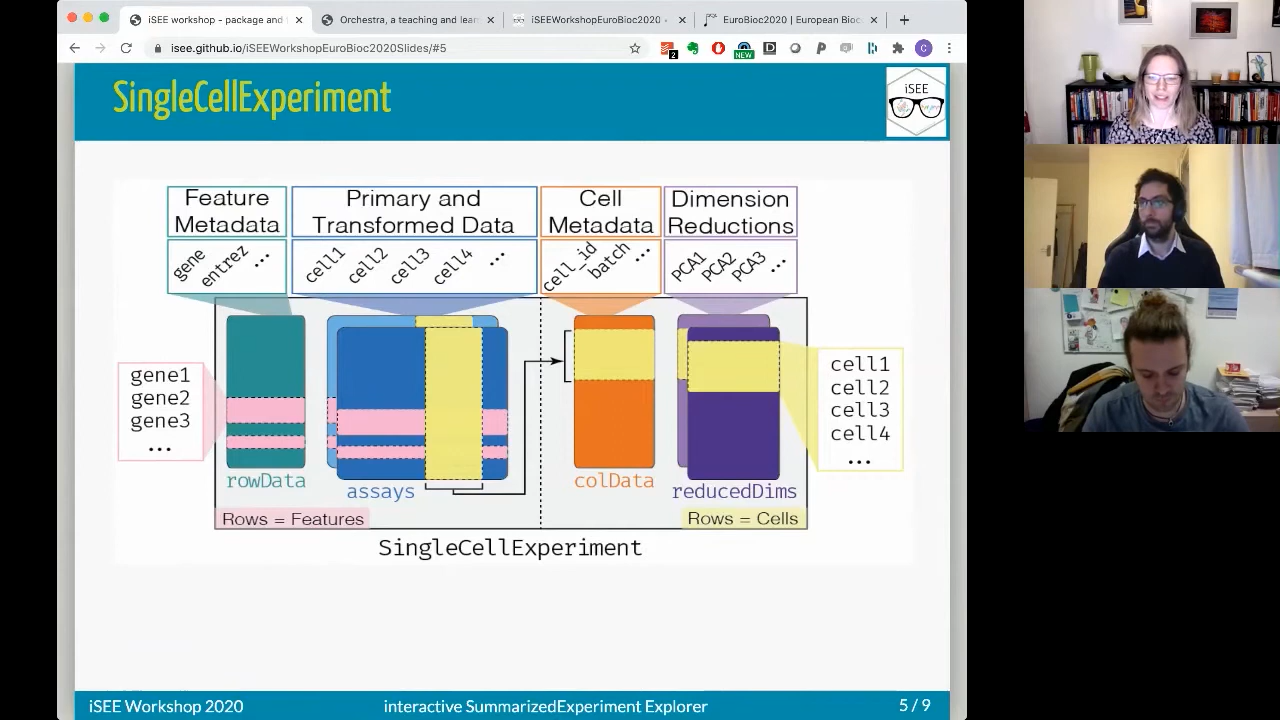 iSEE workshop - package and
Orchestra, a teaching and lear
iSEEWorkshopEuroBioc2020
EuroBioc2020 | European Bioc
isee.github.io/iSEEWorkshopEuroBioc2020Slides/#5
2
NEW
C
SingleCellExperiment
iSEE
Feature
Metadata
Primary and
Transformed Data
Cell
Metadata
Dimension
Reductions
gene
entrez
...
cell1
cell2
cell3
cell4
...
cell_id
batch
...
PCA1
PCA2
PCA3
...
gene1
gene2
gene3
...
cell1
cell2
cell3
cell4
...
rowData
assays
colData
reducedDims
Rows = Features
Rows = Cells
SingleCellExperiment
iSEE Workshop 2020
interactive SummarizedExperiment Explorer
5 / 9